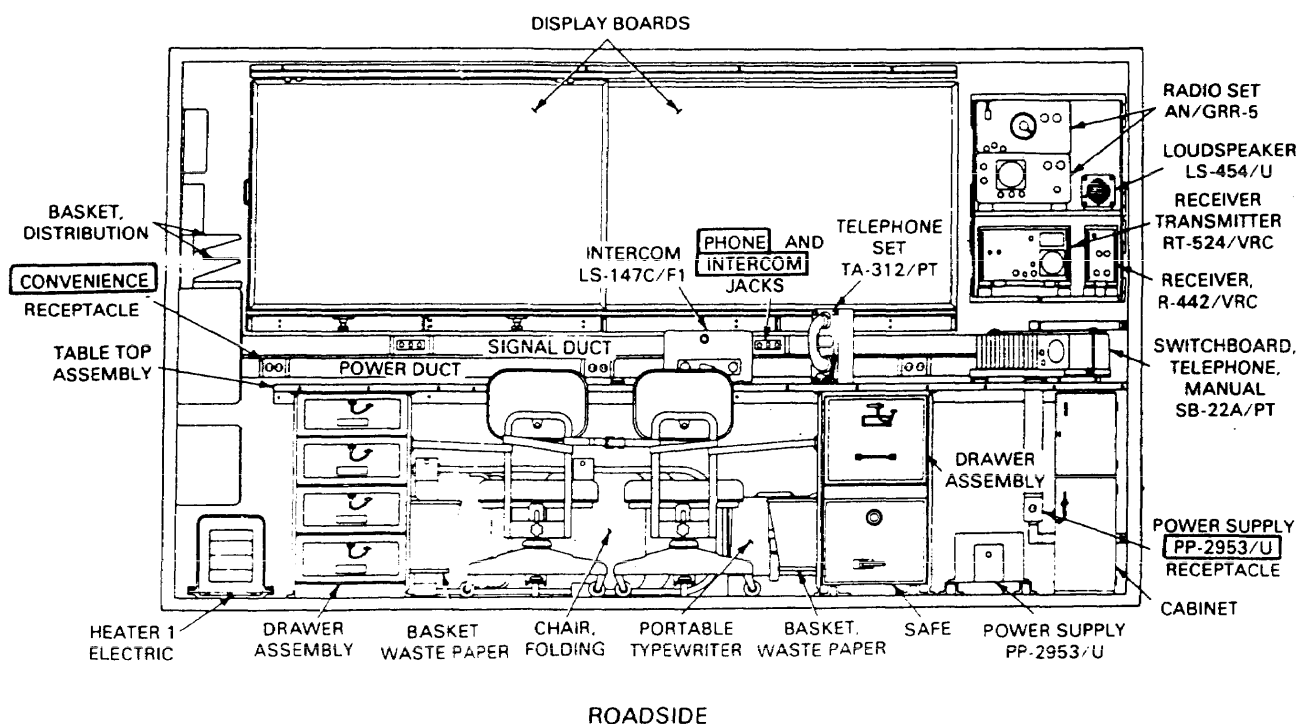 DISPLAY BOARDS
RADIO SET
AN/GRR-5
LOUDSPEAKER
LS-454/U
RECEIVER
TRANSMITTER
RT-524/VRC
RECEIVER,
R-442/VRC
BASKET,
DISTRIBUTION
CONVENIENCE
RECEPTACLE
TABLE TOP
ASSEMBLY
INTERCOM
LS-147C/F1
PHONE AND
INTERCOM
JACKS
TELEPHONE
SET
TA-312/PT
SIGNAL DUCT
POWER DUCT
SWITCHBOARD,
TELEPHONE,
MANUAL
SB-22A/PT
DRAWER
ASSEMBLY
POWER SUPPLY
PP-2953/U
RECEPTACLE
CABINET
HEATER 1
ELECTRIC
DRAWER
ASSEMBLY
BASKET
WASTE PAPER
CHAIR,
FOLDING
PORTABLE
TYPEWRITER
BASKET,
WASTE PAPER
SAFE
POWER SUPPLY
PP-2953/U
ROADSIDE